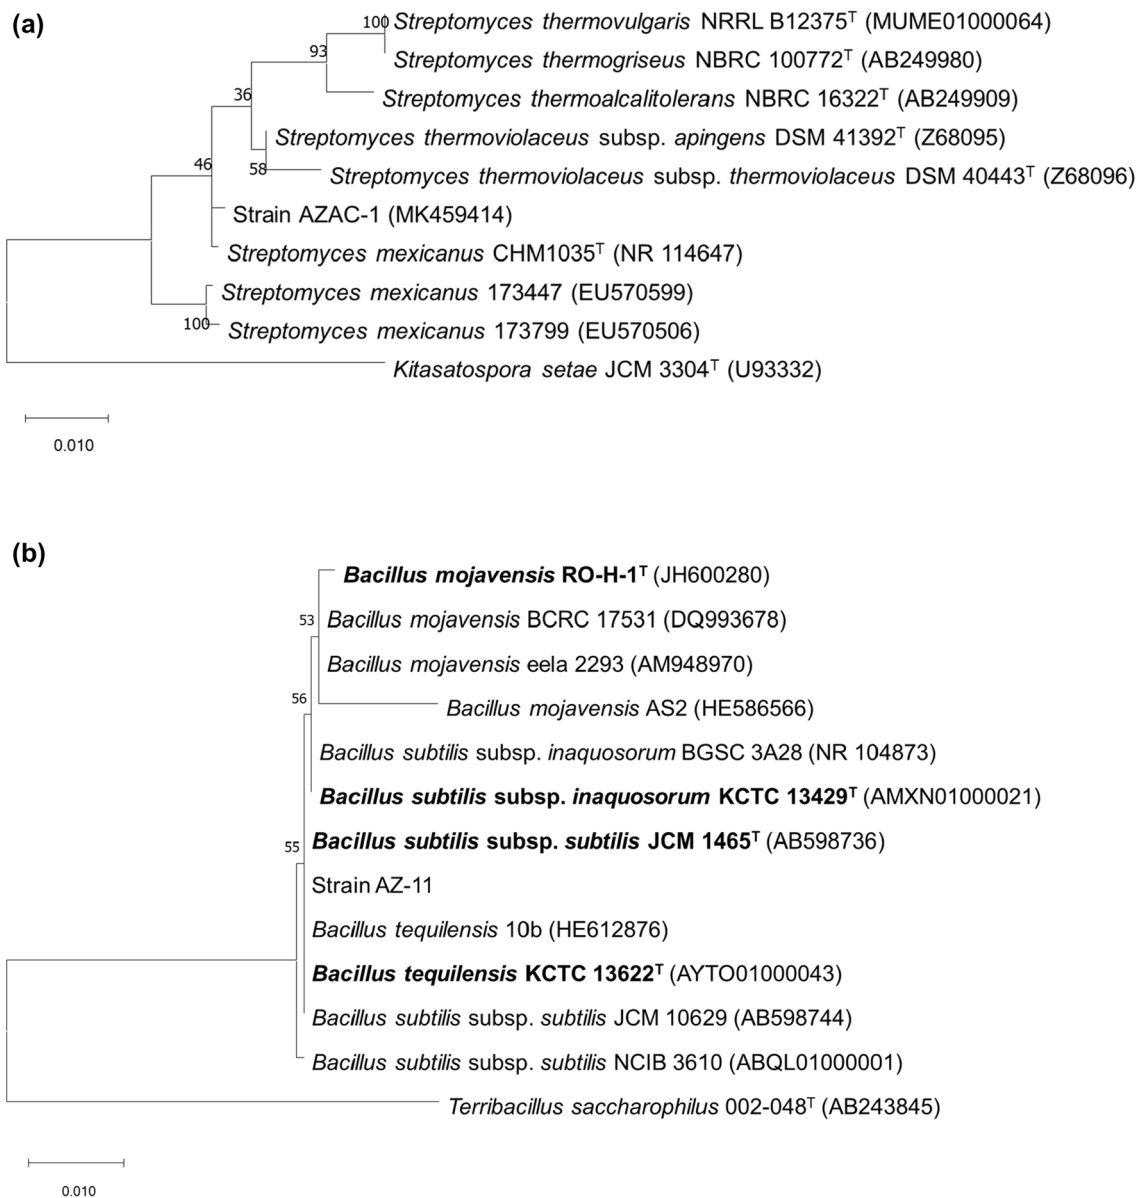 (a)
100 Streptomyces thermovulgaris NRRL B12375ᵀ (MUME01000064)
93
Streptomyces thermogriseus NBRC 100772ᵀ (AB249980)
36
Streptomyces thermoalcalitolerans NBRC 16322ᵀ (AB249909)
Streptomyces thermoviolaceus subsp. apingens DSM 41392ᵀ (Z68095)
46
58
Streptomyces thermoviolaceus subsp. thermoviolaceus DSM 40443ᵀ (Z68096)
Strain AZAC-1 (MK459414)
Streptomyces mexicanus CHM1035ᵀ (NR 114647)
Streptomyces mexicanus 173447 (EU570599)
100
Streptomyces mexicanus 173799 (EU570506)
Kitasatospora setae JCM 3304ᵀ (U93332)
0.010
(b)
Bacillus mojavensis RO-H-1ᵀ (JH600280)
53
Bacillus mojavensis BCRC 17531 (DQ993678)
Bacillus mojavensis eela 2293 (AM948970)
56
Bacillus mojavensis AS2 (HE586566)
Bacillus subtilis subsp. inaquosorum BGSC 3A28 (NR 104873)
Bacillus subtilis subsp. inaquosorum KCTC 13429ᵀ (AMXN01000021)
55
Bacillus subtilis subsp. subtilis JCM 1465ᵀ (AB598736)
Strain AZ-11
Bacillus tequilensis 10b (HE612876)
Bacillus tequilensis KCTC 13622ᵀ (AYTO01000043)
Bacillus subtilis subsp. subtilis JCM 10629 (AB598744)
Bacillus subtilis subsp. subtilis NCIB 3610 (ABQL01000001)
Terribacillus saccharophilus 002-048ᵀ (AB243845)
0.010